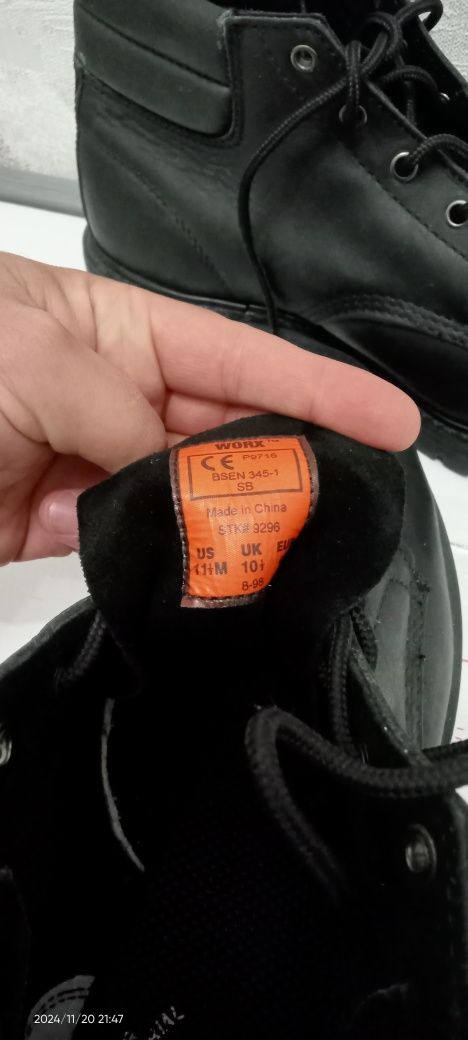 WORX™
CE P9716
BSEN 345-1
SB
Made in China
STK# 9296
US UK
11½M 10½
8-98
2024/11/20 21:47